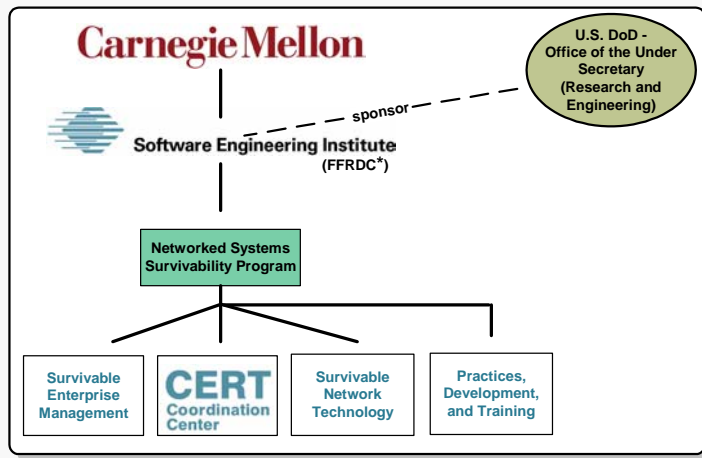 Carnegie Mellon
U.S. DoD -
Office of the Under
Secretary
(Research and
Engineering)
sponsor
Software Engineering Institute
(FFRDC*)
Networked Systems
Survivability Program
Survivable
Enterprise
Management
CERT
Coordination
Center
Survivable
Network
Technology
Practices,
Development,
and Training